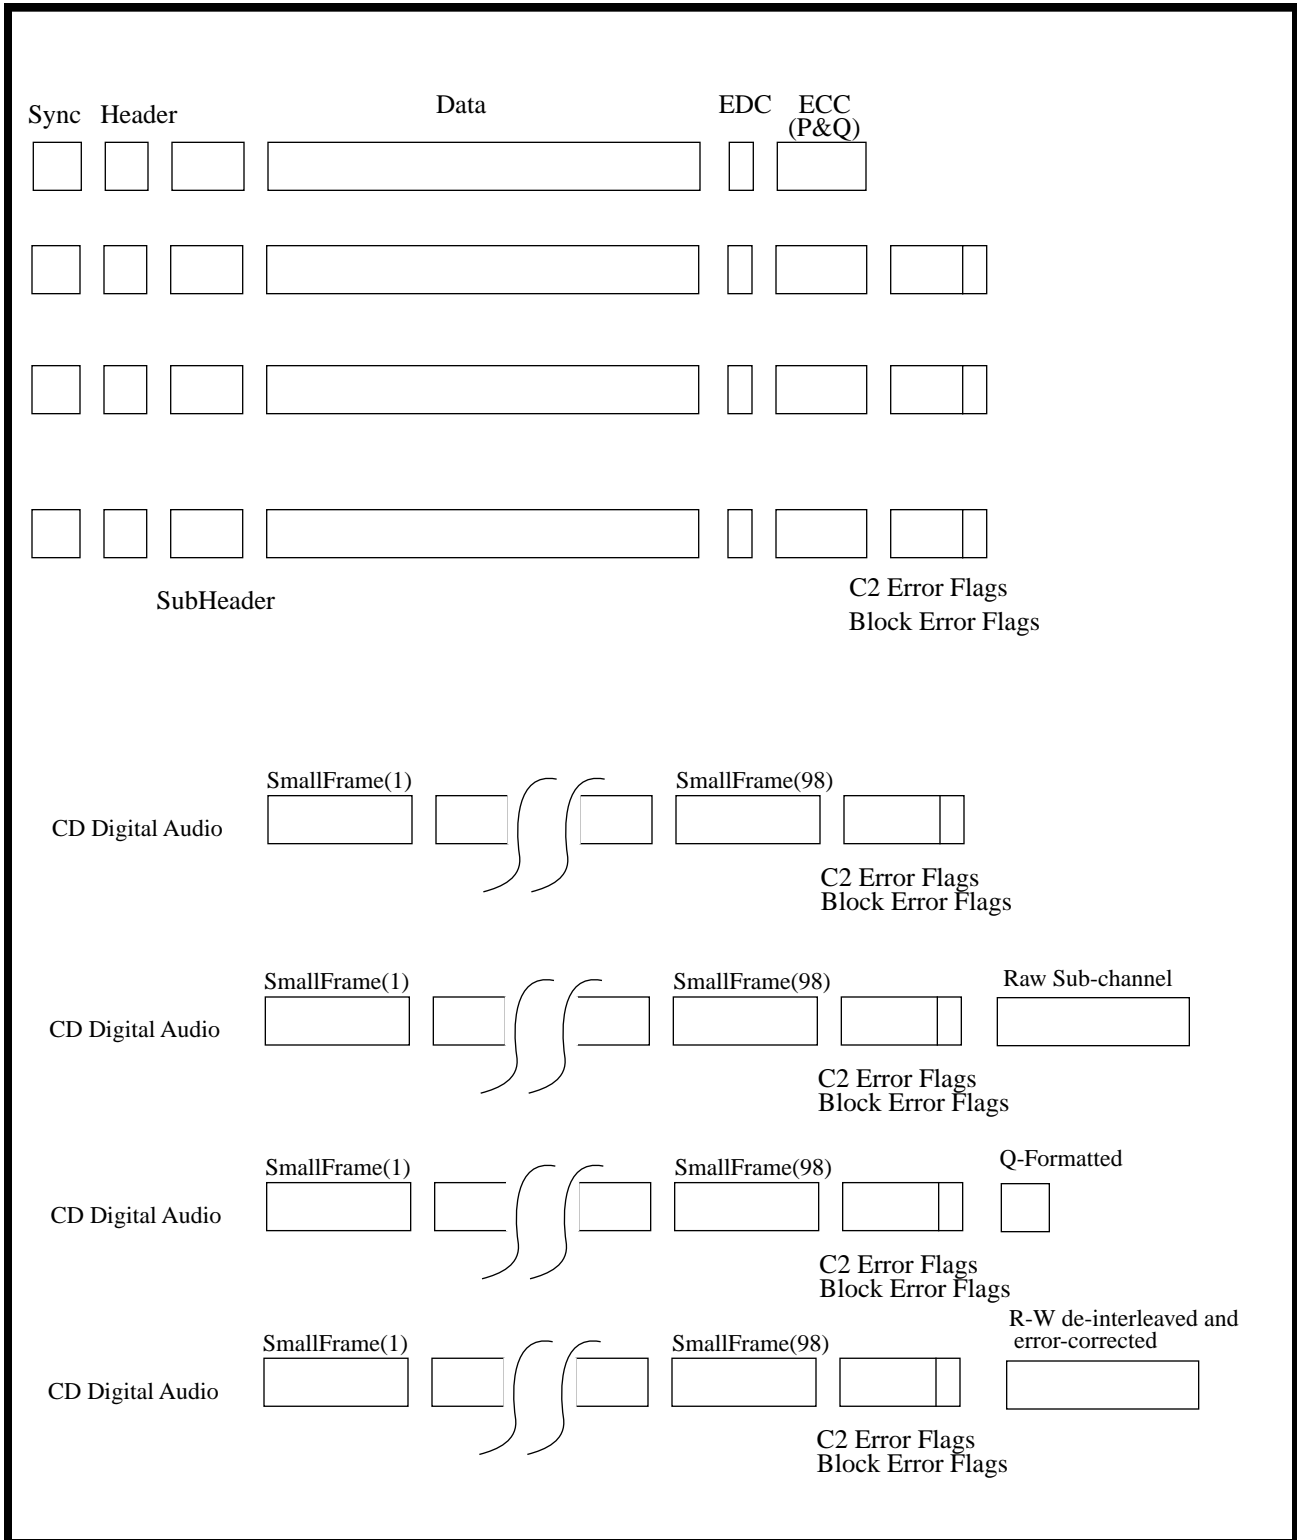 Sync Header Data EDC ECC
(P&Q)
SubHeader
C2 Error Flags
Block Error Flags
SmallFrame(1) SmallFrame(98)
CD Digital Audio
C2 Error Flags
Block Error Flags
SmallFrame(1) SmallFrame(98) Raw Sub-channel
CD Digital Audio
C2 Error Flags
Block Error Flags
SmallFrame(1) SmallFrame(98) Q-Formatted
CD Digital Audio
C2 Error Flags
Block Error Flags
R-W de-interleaved and
error-corrected
SmallFrame(1) SmallFrame(98)
CD Digital Audio
C2 Error Flags
Block Error Flags